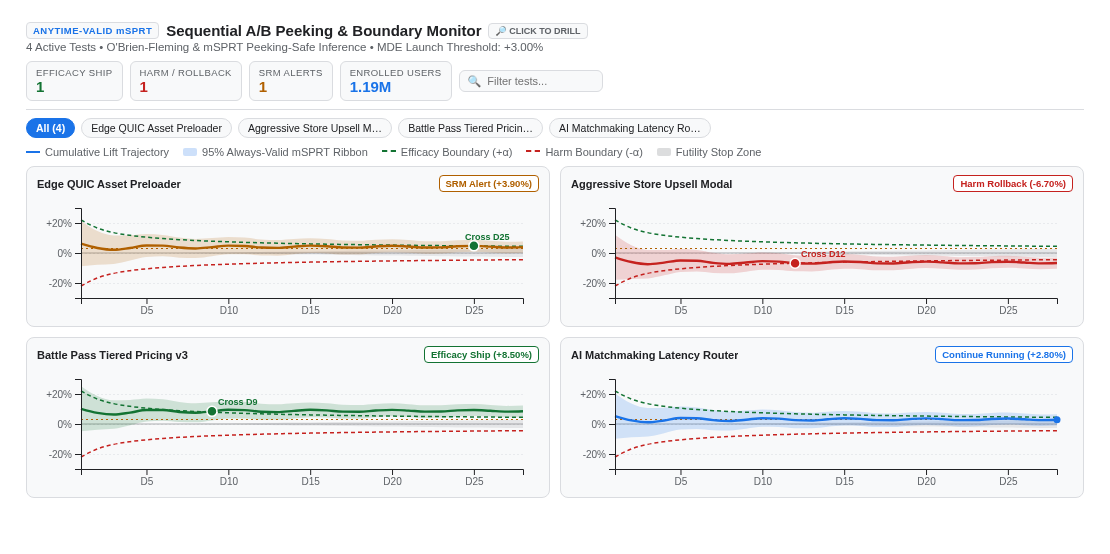 ANYTIME-VALID mSPRT Sequential A/B Peeking & Boundary Monitor 🔎 CLICK TO DRILL
4 Active Tests • O'Brien-Fleming & mSPRT Peeking-Safe Inference • MDE Launch Threshold: +3.00%
EFFICACY SHIP HARM / ROLLBACK SRM ALERTS ENROLLED USERS
1 1 1 1.19M
🔍 Filter tests...
All (4) Edge QUIC Asset Preloader Aggressive Store Upsell M… Battle Pass Tiered Pricin… AI Matchmaking Latency Ro…
Cumulative Lift Trajectory 95% Always-Valid mSPRT Ribbon Efficacy Boundary (+α) Harm Boundary (-α) Futility Stop Zone
Edge QUIC Asset Preloader SRM Alert (+3.90%)
+20%
Cross D25
0%
-20%
D5 D10 D15 D20 D25
Aggressive Store Upsell Modal Harm Rollback (-6.70%)
+20%
0%
Cross D12
-20%
D5 D10 D15 D20 D25
Battle Pass Tiered Pricing v3 Efficacy Ship (+8.50%)
+20%
Cross D9
0%
-20%
D5 D10 D15 D20 D25
AI Matchmaking Latency Router Continue Running (+2.80%)
+20%
0%
-20%
D5 D10 D15 D20 D25